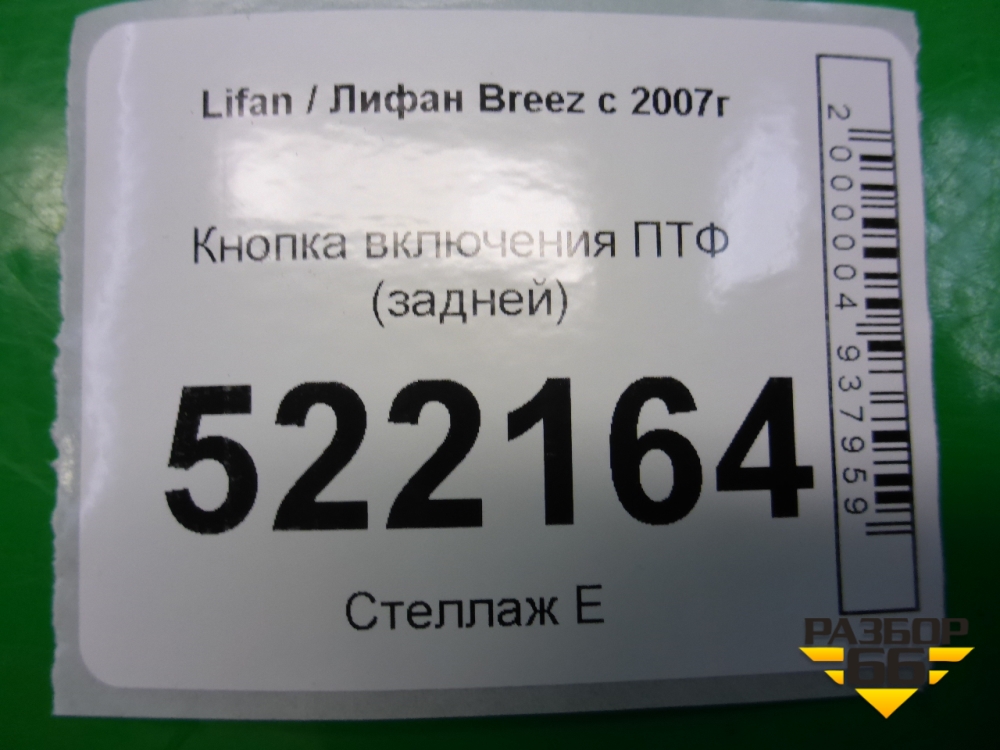 Lifan / Лифан Breez с 2007г
Кнопка включения ПТФ
(задней)
522164
Стеллаж Е
2000004937959
РАЗБОР
66